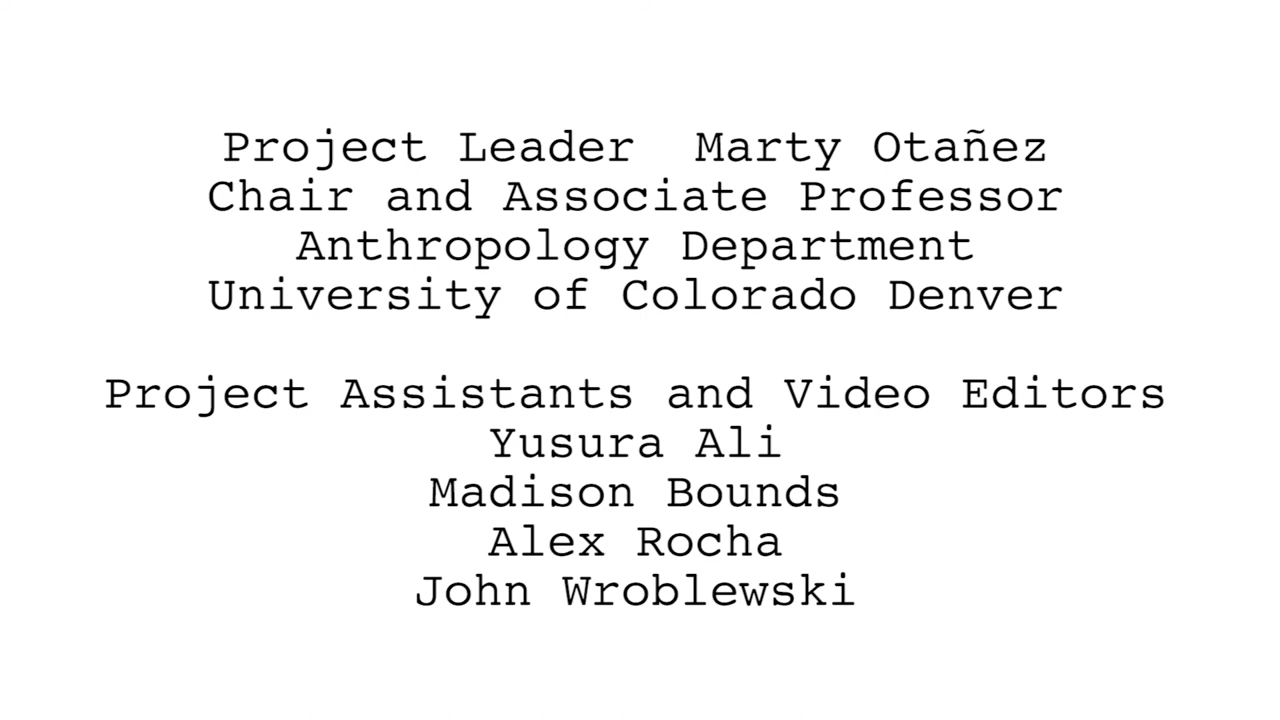 Project Leader  Marty Otañez
Chair and Associate Professor
Anthropology Department
University of Colorado Denver
Project Assistants and Video Editors
Yusura Ali
Madison Bounds
Alex Rocha
John Wroblewski